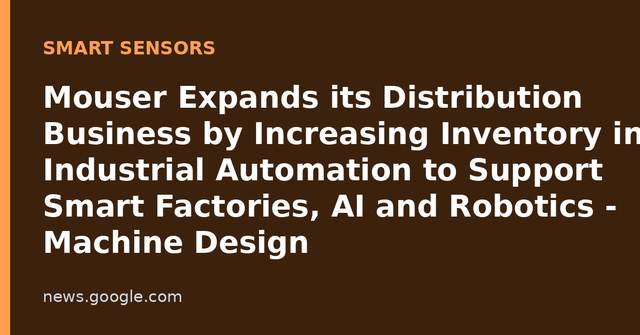 SMART SENSORS
Mouser Expands its Distribution
Business by Increasing Inventory in
Industrial Automation to Support
Smart Factories, AI and Robotics -
Machine Design
news.google.com